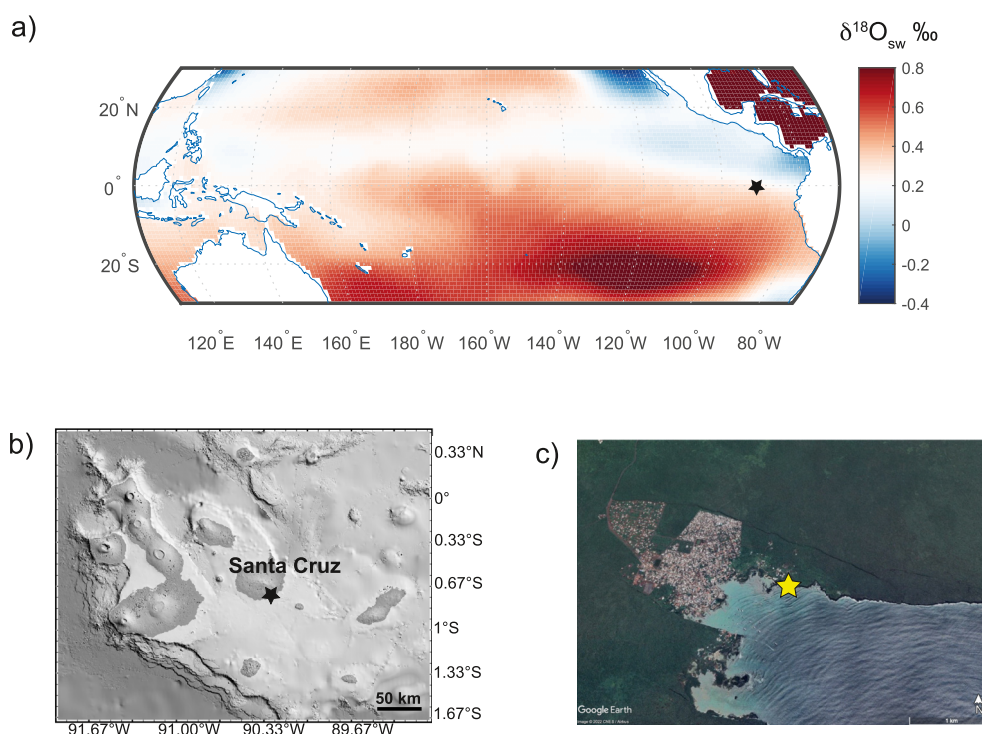 a)
δ¹⁸O_sw ‰
0.8
0.6
0.4
0.2
0
-0.2
-0.4
20°N
0°
20°S
120°E 140°E 160°E 180°W 160°W 140°W 120°W 100°W 80°W
b)
Santa Cruz
50 km
0.33°N
0°
0.33°S
0.67°S
1°S
1.33°S
1.67°S
91.67°W 91.00°W 90.33°W 89.67°W
c)
Google Earth
1 km
N